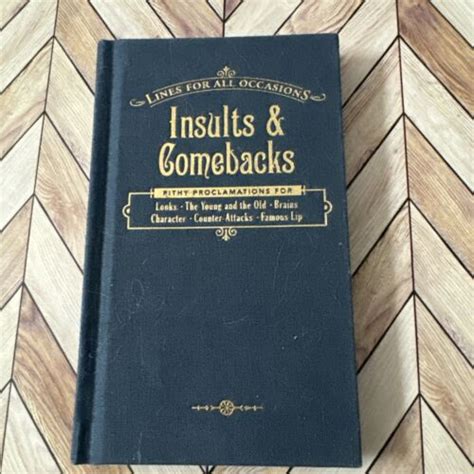 LINES FOR ALL OCCASIONS
Insults &
Comebacks
PITHY PROCLAMATIONS FOR
Looks · The Young and the Old · Brains
Character · Counter-Attacks · Famous Lip